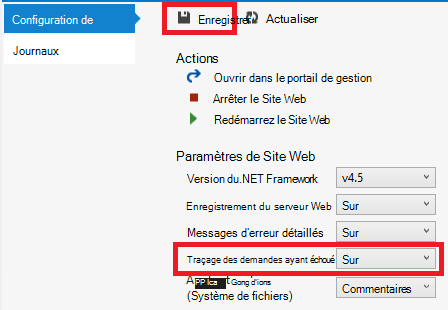 Configuration de
Enregistrer
Actualiser
Journaux
Actions
Ouvrir dans le portail de gestion
Arrêter le Site Web
Redémarrez le Site Web
Paramètres de Site Web
Version du.NET Framework
v4.5
Enregistrement du serveur Web
Sur
Messages d'erreur détaillés
Sur
Traçage des demandes ayant échoué
Sur
(Système de fichiers)
Commentaires